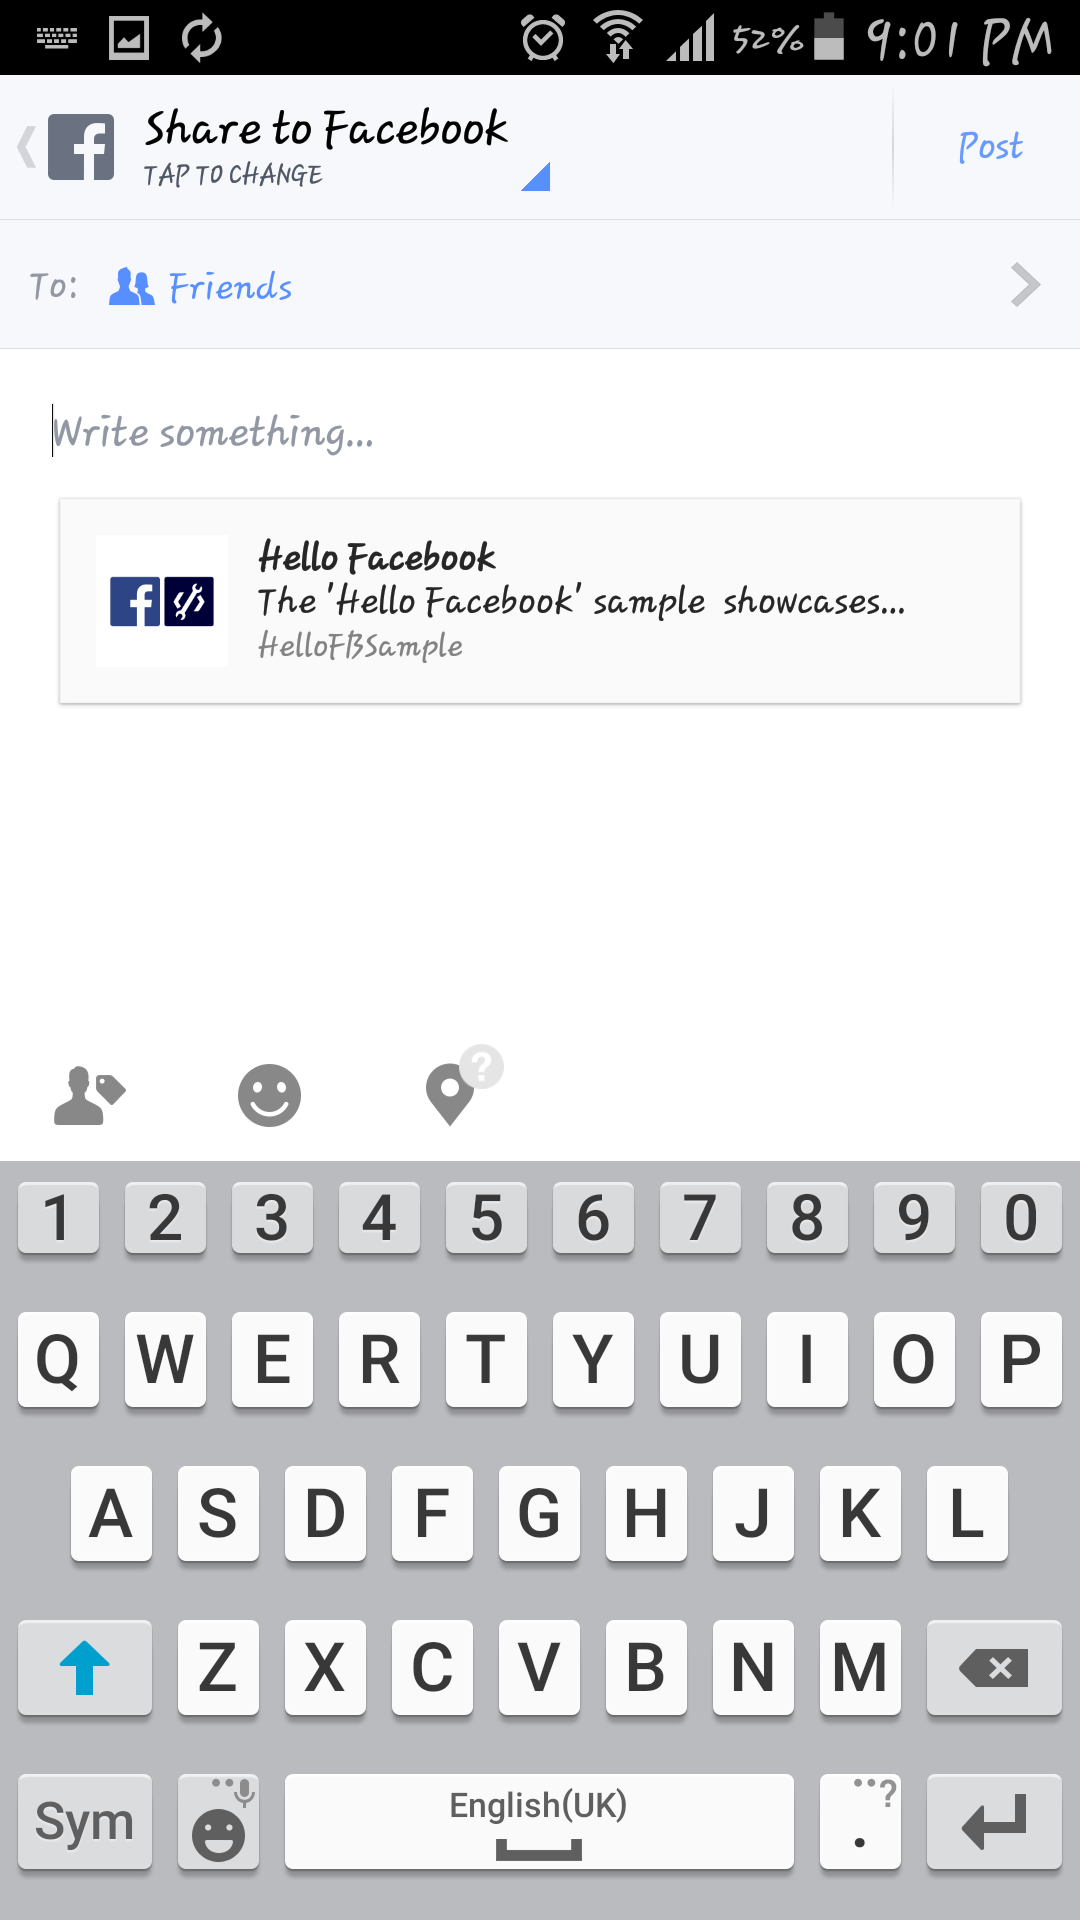 52% 9:01 PM
Share to Facebook
TAP TO CHANGE
Post
To: Friends
Write something...
Hello Facebook
The 'Hello Facebook' sample showcases...
HelloFBSample
?
1 2 3 4 5 6 7 8 9 0
Q W E R T Y U I O P
A S D F G H J K L
Z X C V B N M
Sym English(UK) . ?